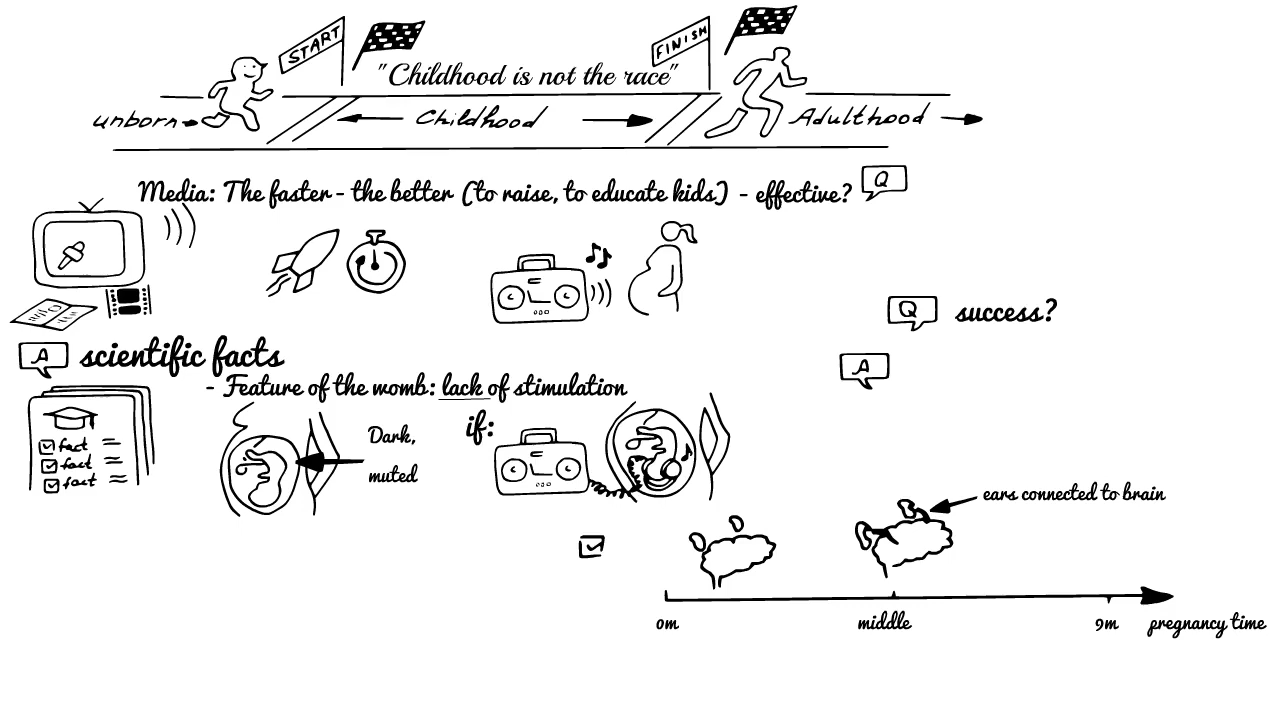 START
FINISH
"Childhood is not the race"
unborn
Childhood
Adulthood
Media: The faster - the better (to raise, to educate kids) - effective?
Q
Q
success?
A
scientific facts
A
- Feature of the womb: lack of stimulation
fact
fact
fact
Dark,
muted
if:
ears connected to brain
0m
middle
9m
pregnancy time